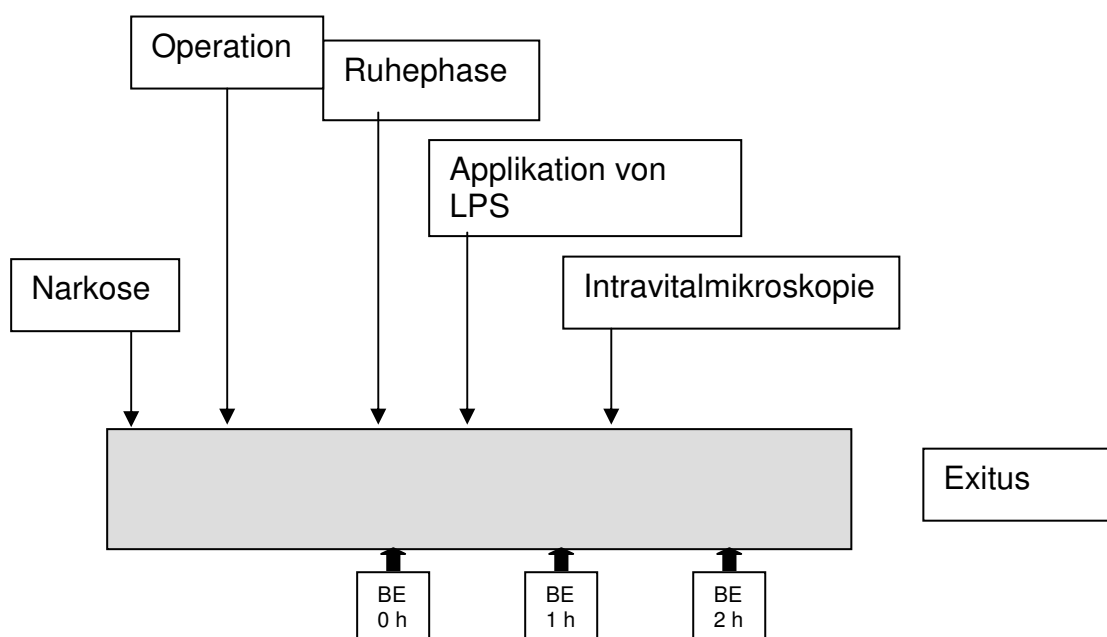 Operation
Ruhephase
Applikation von
LPS
Narkose
Intravitalmikroskopie
Exitus
BE
0 h
BE
1 h
BE
2 h